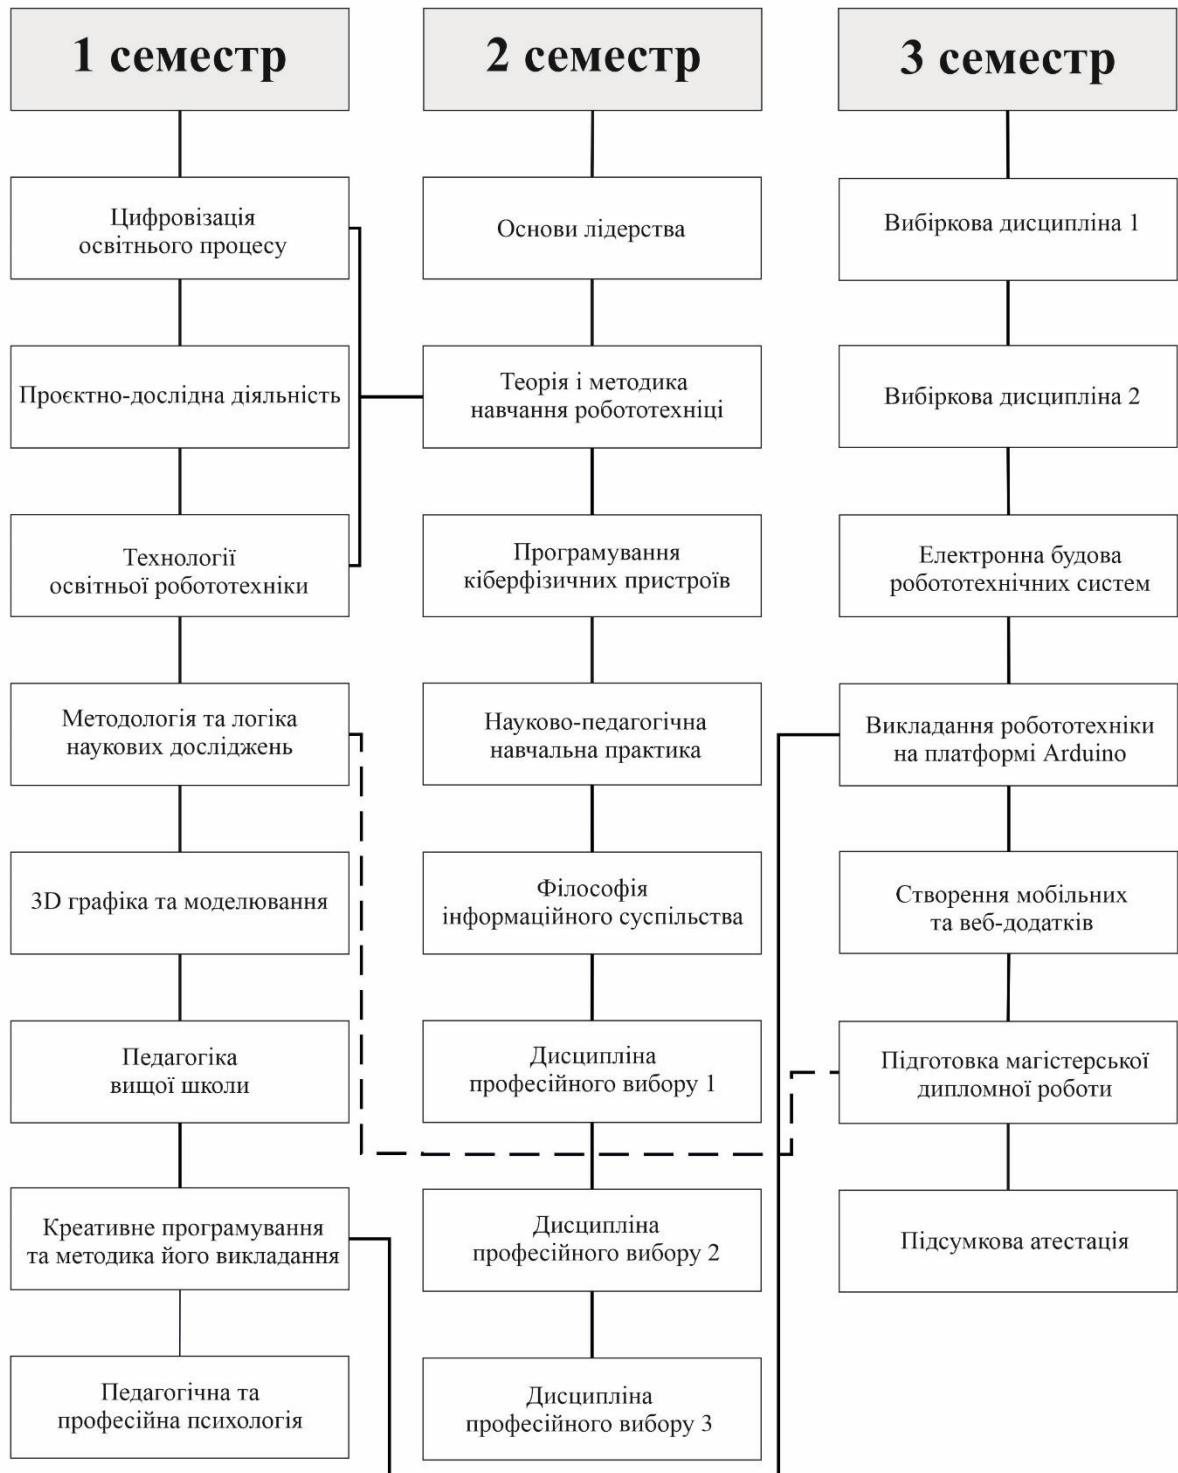 1 семестр
2 семестр
3 семестр
Цифровізація
освітнього процесу
Проєктно-дослідна діяльність
Технології
освітньої робототехніки
Методологія та логіка
наукових досліджень
3D графіка та моделювання
Педагогіка
вищої школи
Креативне програмування
та методика його викладання
Педагогічна та
професійна психологія
Основи лідерства
Теорія і методика
навчання робототехніці
Програмування
кіберфізичних пристроїв
Науково-педагогічна
навчальна практика
Філософія
інформаційного суспільства
Дисципліна
професійного вибору 1
Дисципліна
професійного вибору 2
Дисципліна
професійного вибору 3
Вибіркова дисципліна 1
Вибіркова дисципліна 2
Електронна будова
робототехнічних систем
Викладання робототехніки
на платформі Arduino
Створення мобільних
та веб-додатків
Підготовка магістерської
дипломної роботи
Підсумкова атестація